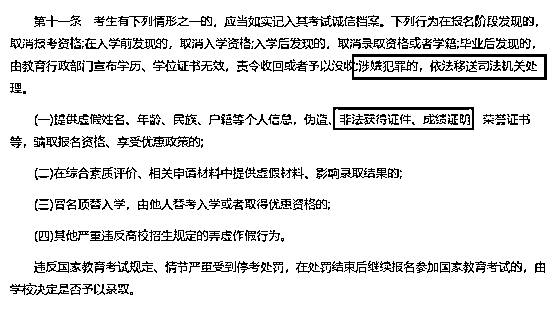 第十一条 考生有下列情形之一的，应当如实记入其考试诚信档案。下列行为在报名阶段发现的，
取消报考资格；在入学前发现的，取消入学资格；入学后发现的，取消录取资格或者学籍；毕业后发现的，
由教育行政部门宣布学历、学位证书无效，责令收回或者予以没收；涉嫌犯罪的，依法移送司法机关处
理。
（一）提供虚假姓名、年龄、民族、户籍等个人信息，伪造、非法获得证件、成绩证明、荣誉证书
等，骗取报名资格、享受优惠政策的；
（二）在综合素质评价、相关申请材料中提供虚假材料、影响录取结果的；
（三）冒名顶替入学，由他人替考入学或者取得优惠资格的；
（四）其他严重违反高校招生规定的弄虚作假行为。
违反国家教育考试规定、情节严重受到停考处罚，在处罚结束后继续报名参加国家教育考试的，由
学校决定是否予以录取。